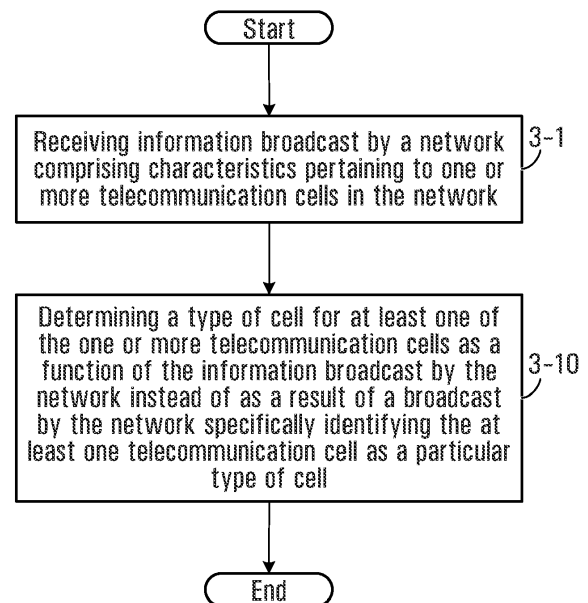 Start
Receiving information broadcast by a network
comprising characteristics pertaining to one or
more telecommunication cells in the network
3-1
Determining a type of cell for at least one of
the one or more telecommunication cells as a
function of the information broadcast by the
network instead of as a result of a broadcast
by the network specifically identifying the at
least one telecommunication cell as a particular
type of cell
3-10
End